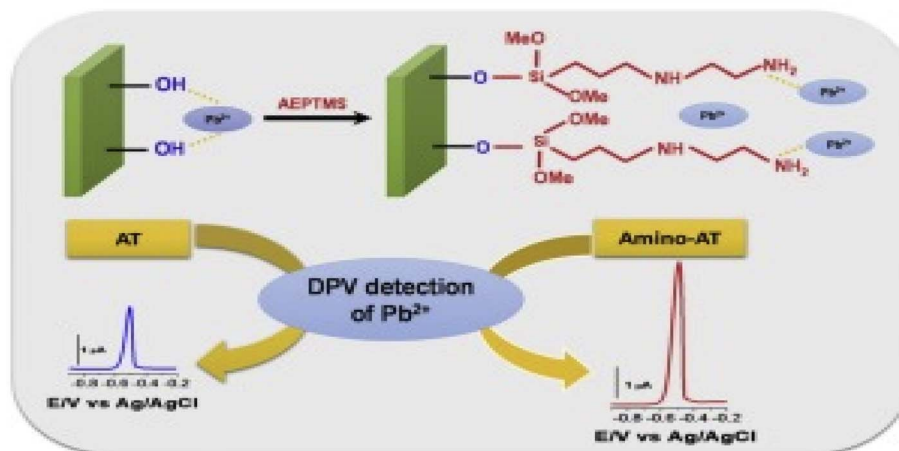 MeO
OH
Pb²⁺
OH
AEPTMS
O
Si
OMe
NH
NH₂
Pb²⁺
Pb²⁺
OMe
O
Si
OMe
NH
NH₂
Pb²⁺
AT
Amino-AT
DPV detection
of Pb²⁺
1 μA
-0.8 -0.6 -0.4 -0.2
E/V vs Ag/AgCl
1 μA
-0.8 -0.6 -0.4 -0.2
E/V vs Ag/AgCl